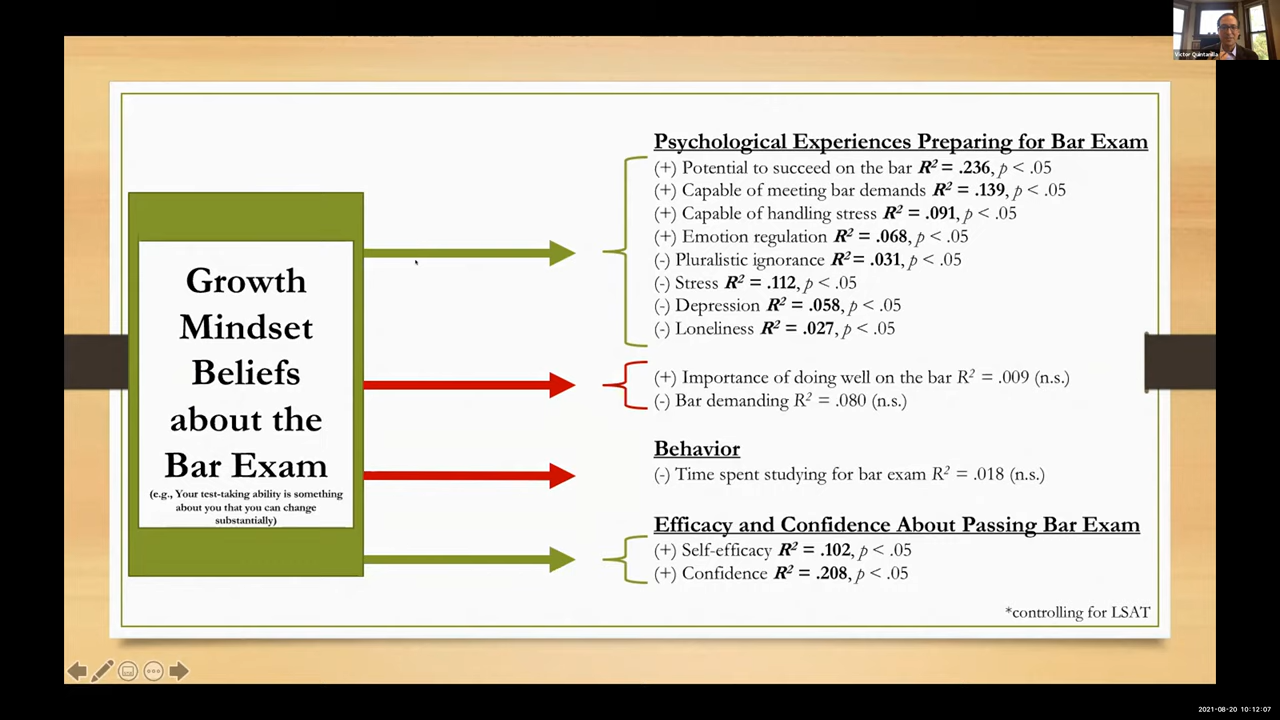 Victor Quintanilla
Growth
Mindset
Beliefs
about the
Bar Exam
(e.g., Your test-taking ability is something
about you that you can change
substantially)
Psychological Experiences Preparing for Bar Exam
(+) Potential to succeed on the bar R² = .236, p < .05
(+) Capable of meeting bar demands R² = .139, p < .05
(+) Capable of handling stress R² = .091, p < .05
(+) Emotion regulation R² = .068, p < .05
(-) Pluralistic ignorance R² = .031, p < .05
(-) Stress R² = .112, p < .05
(-) Depression R² = .058, p < .05
(-) Loneliness R² = .027, p < .05
(+) Importance of doing well on the bar R² = .009 (n.s.)
(-) Bar demanding R² = .080 (n.s.)
Behavior
(-) Time spent studying for bar exam R² = .018 (n.s.)
Efficacy and Confidence About Passing Bar Exam
(+) Self-efficacy R² = .102, p < .05
(+) Confidence R² = .208, p < .05
*controlling for LSAT
2021-08-20 10:12:07